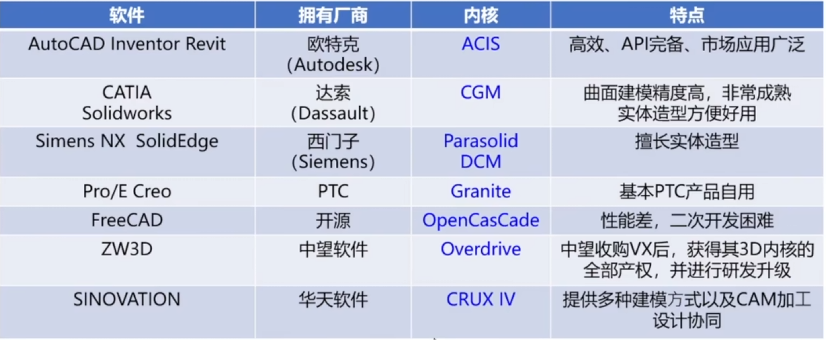 软件 拥有厂商 内核 特点
AutoCAD Inventor Revit 欧特克 ACIS 高效、API完备、市场应用广泛
（Autodesk）
CATIA 达索 CGM 曲面建模精度高，非常成熟
Solidworks （Dassault） 实体造型方便好用
Simens NX SolidEdge 西门子 Parasolid 擅长实体造型
（Siemens） DCM
Pro/E Creo PTC Granite 基本PTC产品自用
FreeCAD 开源 OpenCasCade 性能差，二次开发困难
ZW3D 中望软件 Overdrive 中望收购VX后，获得其3D内核的
全部产权，并进行研发升级
SINOVATION 华天软件 CRUX IV 提供多种建模方式以及CAM加工
设计协同